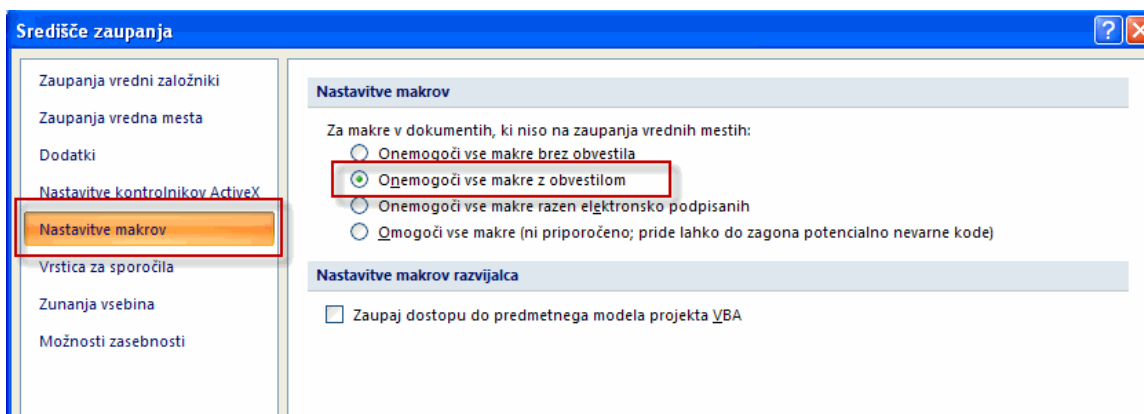 Središče zaupanja
Zaupanja vredni založniki
Zaupanja vredna mesta
Dodatki
Nastavitve kontrolnikov ActiveX
Nastavitve makrov
Vrstica za sporočila
Zunanja vsebina
Možnosti zasebnosti
Nastavitve makrov
Za makre v dokumentih, ki niso na zaupanja vrednih mestih:
Onemogoči vse makre brez obvestila
Onemogoči vse makre z obvestilom
Onemogoči vse makre razen elektronsko podpisanih
Omogoči vse makre (ni priporočeno; pride lahko do zagona potencialno nevarne kode)
Nastavitve makrov razvijalca
Zaupaj dostopu do predmetnega modela projekta VBA